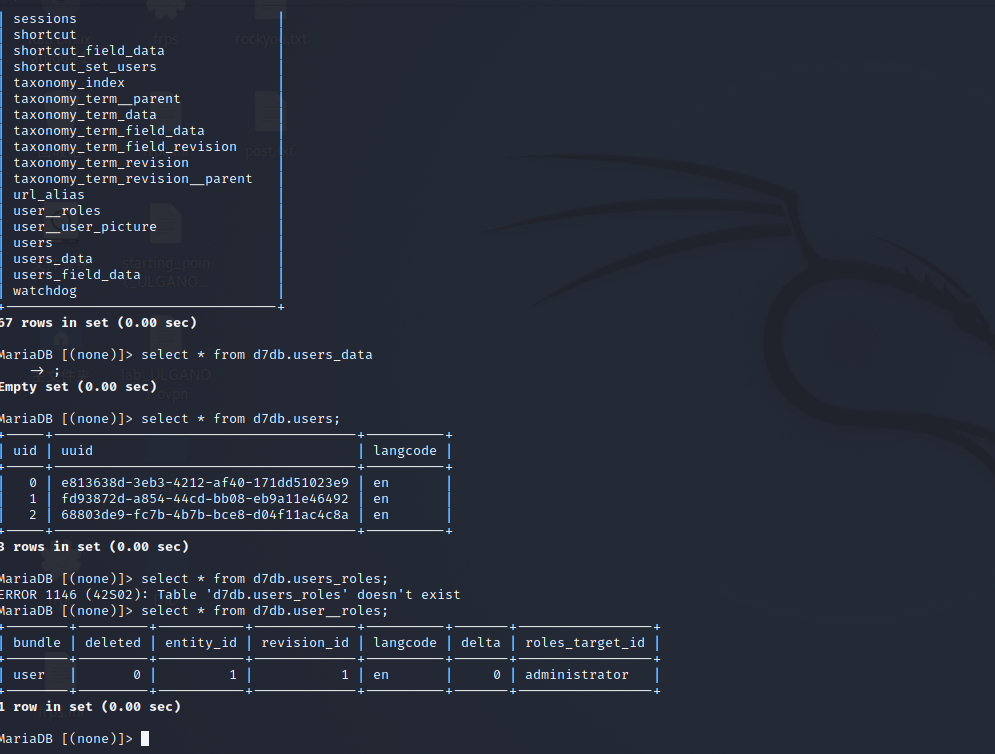 | sessions |
| shortcut |
| shortcut_field_data |
| shortcut_set_users |
| taxonomy_index |
| taxonomy_term__parent |
| taxonomy_term_data |
| taxonomy_term_field_data |
| taxonomy_term_field_revision |
| taxonomy_term_revision |
| taxonomy_term_revision__parent |
| url_alias |
| user__roles |
| user__user_picture |
| users |
| users_data |
| users_field_data |
| watchdog |
67 rows in set (0.00 sec)
MariaDB [(none)]> select * from d7db.users_data
→ ;
Empty set (0.00 sec)
MariaDB [(none)]> select * from d7db.users;
| uid | uuid | langcode |
| 0 | e813638d-3eb3-4212-af40-171dd51023e9 | en |
| 1 | fd93872d-a854-44cd-bb08-eb9a11e46492 | en |
| 2 | 68803de9-fc7b-4b7b-bce8-d04f11ac4c8a | en |
3 rows in set (0.00 sec)
MariaDB [(none)]> select * from d7db.users_roles;
ERROR 1146 (42S02): Table 'd7db.users_roles' doesn't exist
MariaDB [(none)]> select * from d7db.user__roles;
| bundle | deleted | entity_id | revision_id | langcode | delta | roles_target_id |
| user | 0 | 1 | 1 | en | 0 | administrator |
1 row in set (0.00 sec)
MariaDB [(none)]>